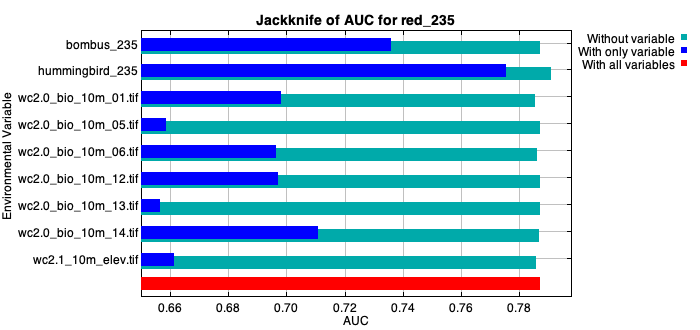 Jackknife of AUC for red_235
Without variable
With only variable
With all variables
Environmental Variable
bombus_235
hummingbird_235
wc2.0_bio_10m_01.tif
wc2.0_bio_10m_05.tif
wc2.0_bio_10m_06.tif
wc2.0_bio_10m_12.tif
wc2.0_bio_10m_13.tif
wc2.0_bio_10m_14.tif
wc2.1_10m_elev.tif
0.66 0.68 0.70 0.72 0.74 0.76 0.78
AUC